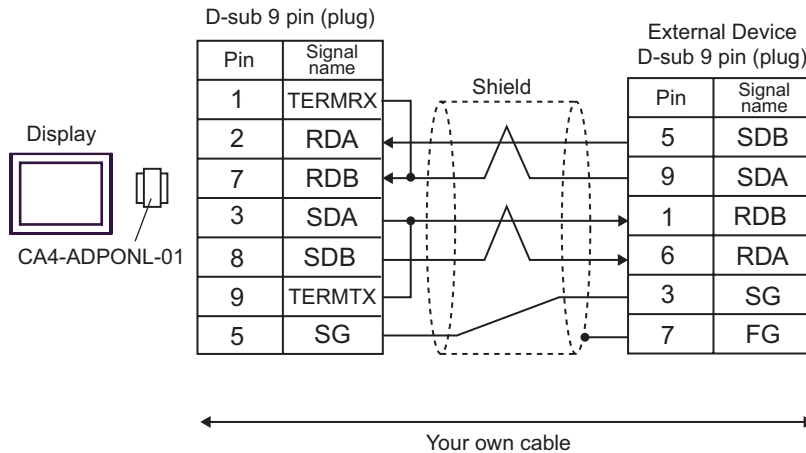 D-sub 9 pin (plug)
Pin Signal name
1 TERMRX
2 RDA
7 RDB
3 SDA
8 SDB
9 TERMTX
5 SG
Display
CA4-ADPONL-01
Shield
External Device
D-sub 9 pin (plug)
Pin Signal name
5 SDB
9 SDA
1 RDB
6 RDA
3 SG
7 FG
Your own cable